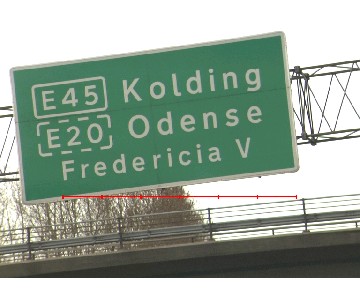 E45 Kolding
E20 Odense
Fredericia V